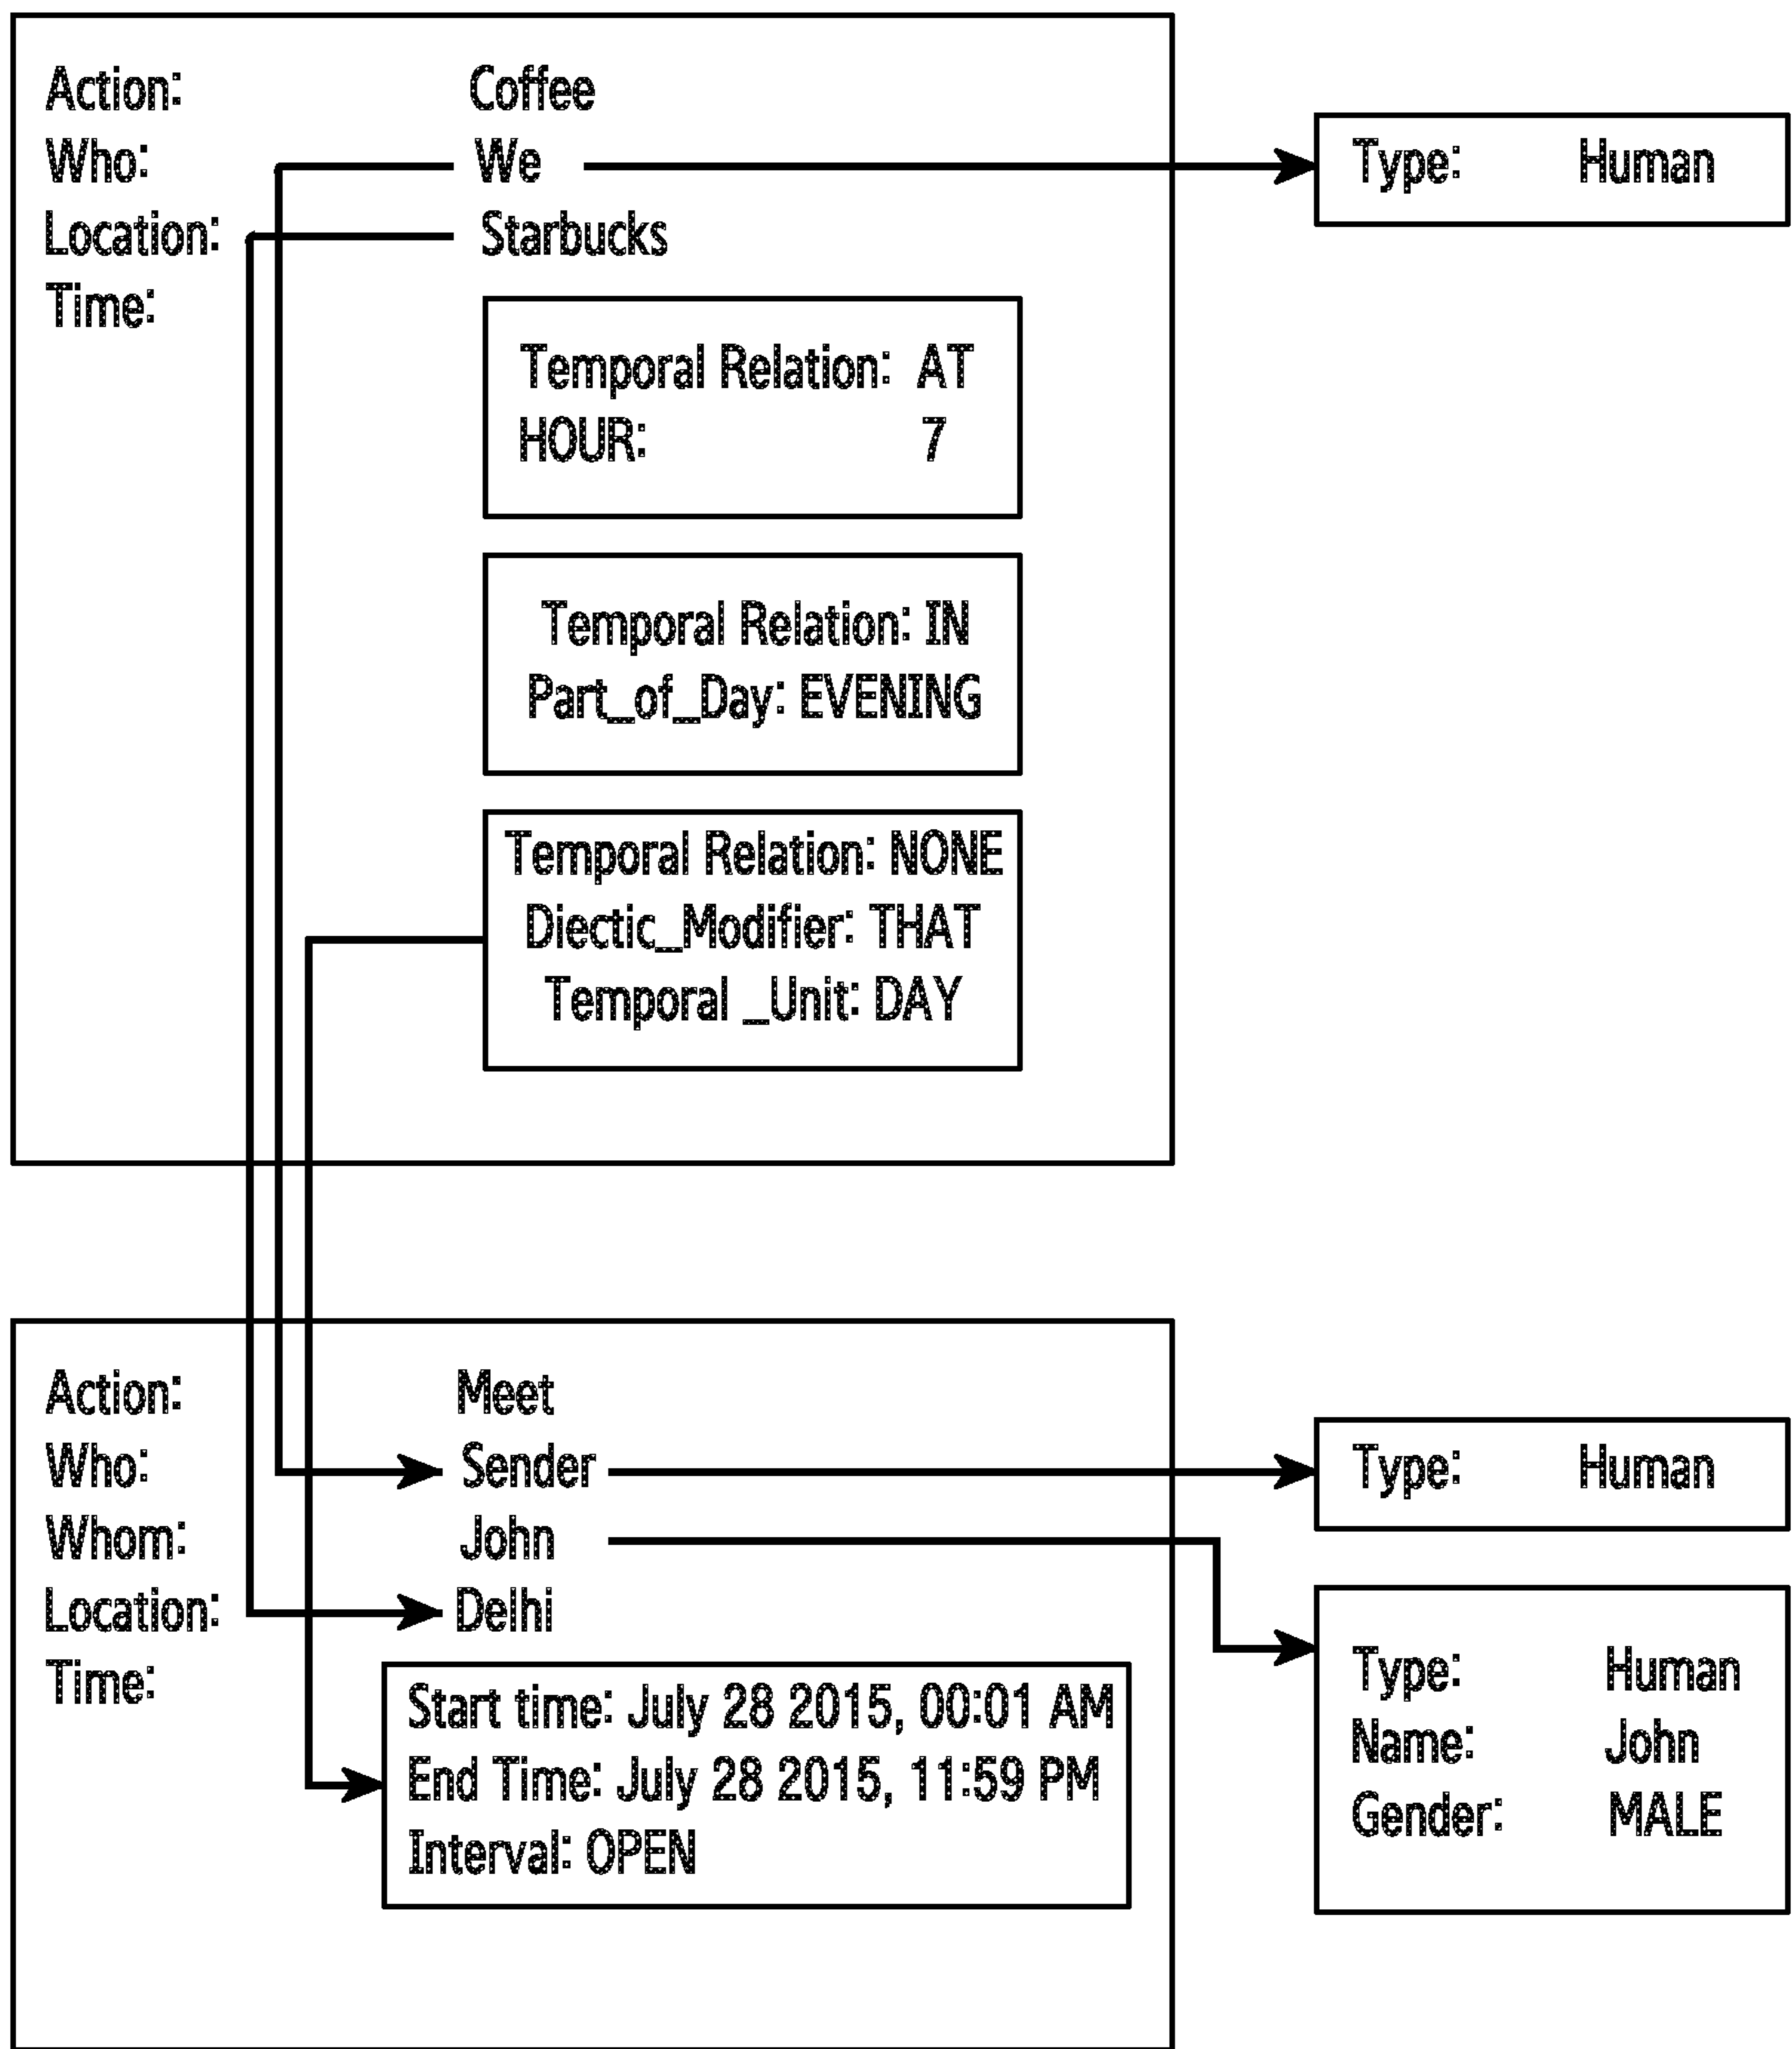 Action: Coffee
Who: We
Type: Human
Location: Starbucks
Time:
Temporal Relation: AT
HOUR: 7
Temporal Relation: IN
Part_of_Day: EVENING
Temporal Relation: NONE
Diectic_Modifier: THAT
Temporal _Unit: DAY
Action: Meet
Who: Sender
Type: Human
Whom: John
Location: Delhi
Time:
Start time: July 28 2015, 00:01 AM
End Time: July 28 2015, 11:59 PM
Interval: OPEN
Type: Human
Name: John
Gender: MALE